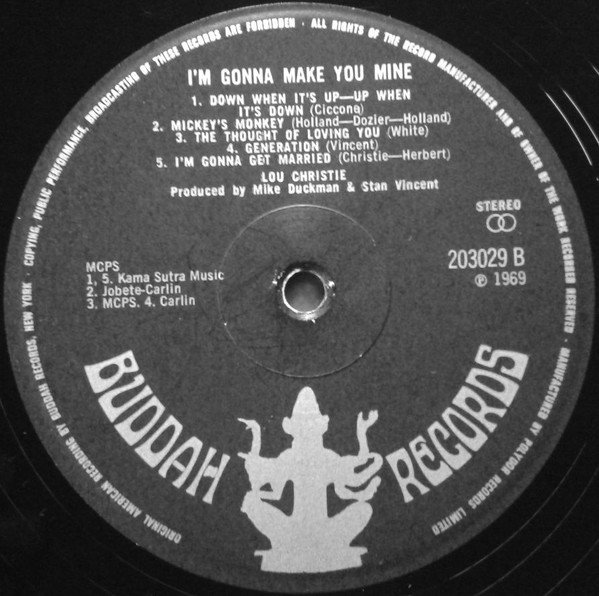 COPYING, PUBLIC PERFORMANCE, BROADCASTING OF THESE RECORDS ARE FORBIDDEN · ALL RIGHTS OF THE RECORD MANUFACTURER AND OF OWNER OF THE WORK RECORDED RESERVED · MANUFACTURED BY POLYDOR RECORDS LIMITED
ORIGINAL AMERICAN RECORDING BY BUDDAH RECORDS, NEW YORK ·
I'M GONNA MAKE YOU MINE
1. DOWN WHEN IT'S UP—UP WHEN
IT'S DOWN (Ciccone)
2. MICKEY'S MONKEY (Holland—Dozier—Holland)
3. THE THOUGHT OF LOVING YOU (White)
4. GENERATION (Vincent)
5. I'M GONNA GET MARRIED (Christie—Herbert)
LOU CHRISTIE
Produced by Mike Duckman & Stan Vincent
STEREO
203029 B
℗ 1969
MCPS
1, 5. Kama Sutra Music
2. Jobete-Carlin
3. MCPS. 4. Carlin
BUDDAH RECORDS